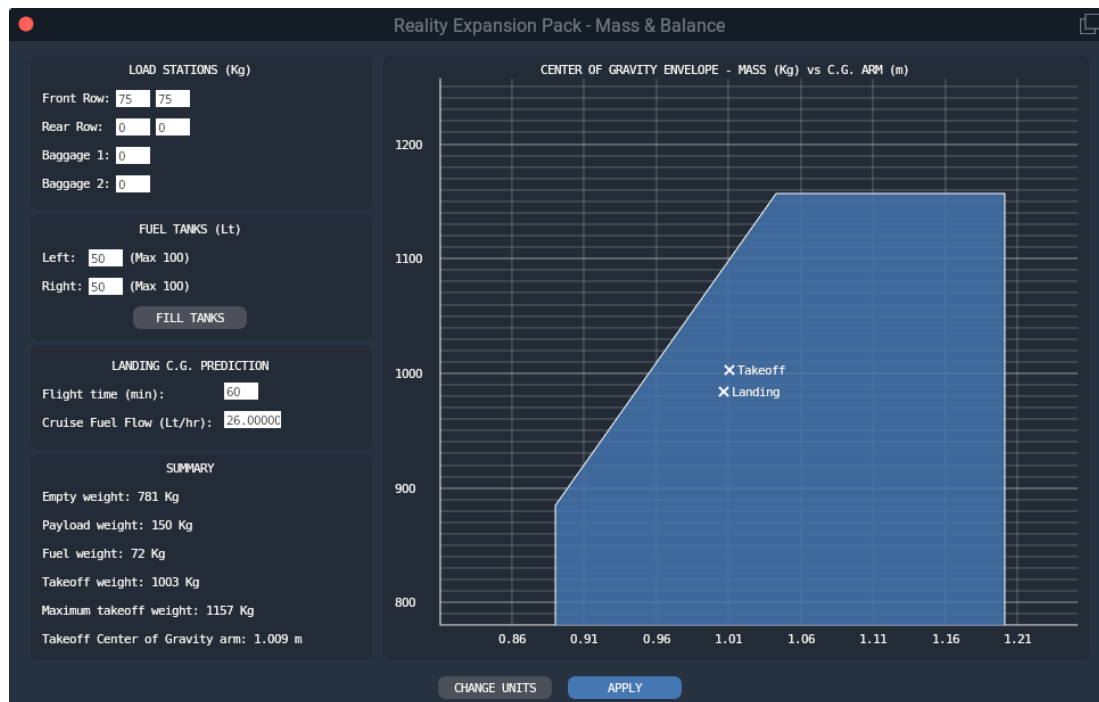 Reality Expansion Pack - Mass & Balance
LOAD STATIONS (Kg)
Front Row: 75 75
Rear Row: 0 0
Baggage 1: 0
Baggage 2: 0
FUEL TANKS (Lt)
Left: 50 (Max 100)
Right: 50 (Max 100)
FILL TANKS
LANDING C.G. PREDICTION
Flight time (min): 60
Cruise Fuel Flow (Lt/hr): 26.00000
SUMMARY
Empty weight: 781 Kg
Payload weight: 150 Kg
Fuel weight: 72 Kg
Takeoff weight: 1003 Kg
Maximum takeoff weight: 1157 Kg
Takeoff Center of Gravity arm: 1.009 m
CENTER OF GRAVITY ENVELOPE - MASS (Kg) vs C.G. ARM (m)
1200
1100
1000
900
800
Takeoff
Landing
0.86 0.91 0.96 1.01 1.06 1.11 1.16 1.21
CHANGE UNITS
APPLY